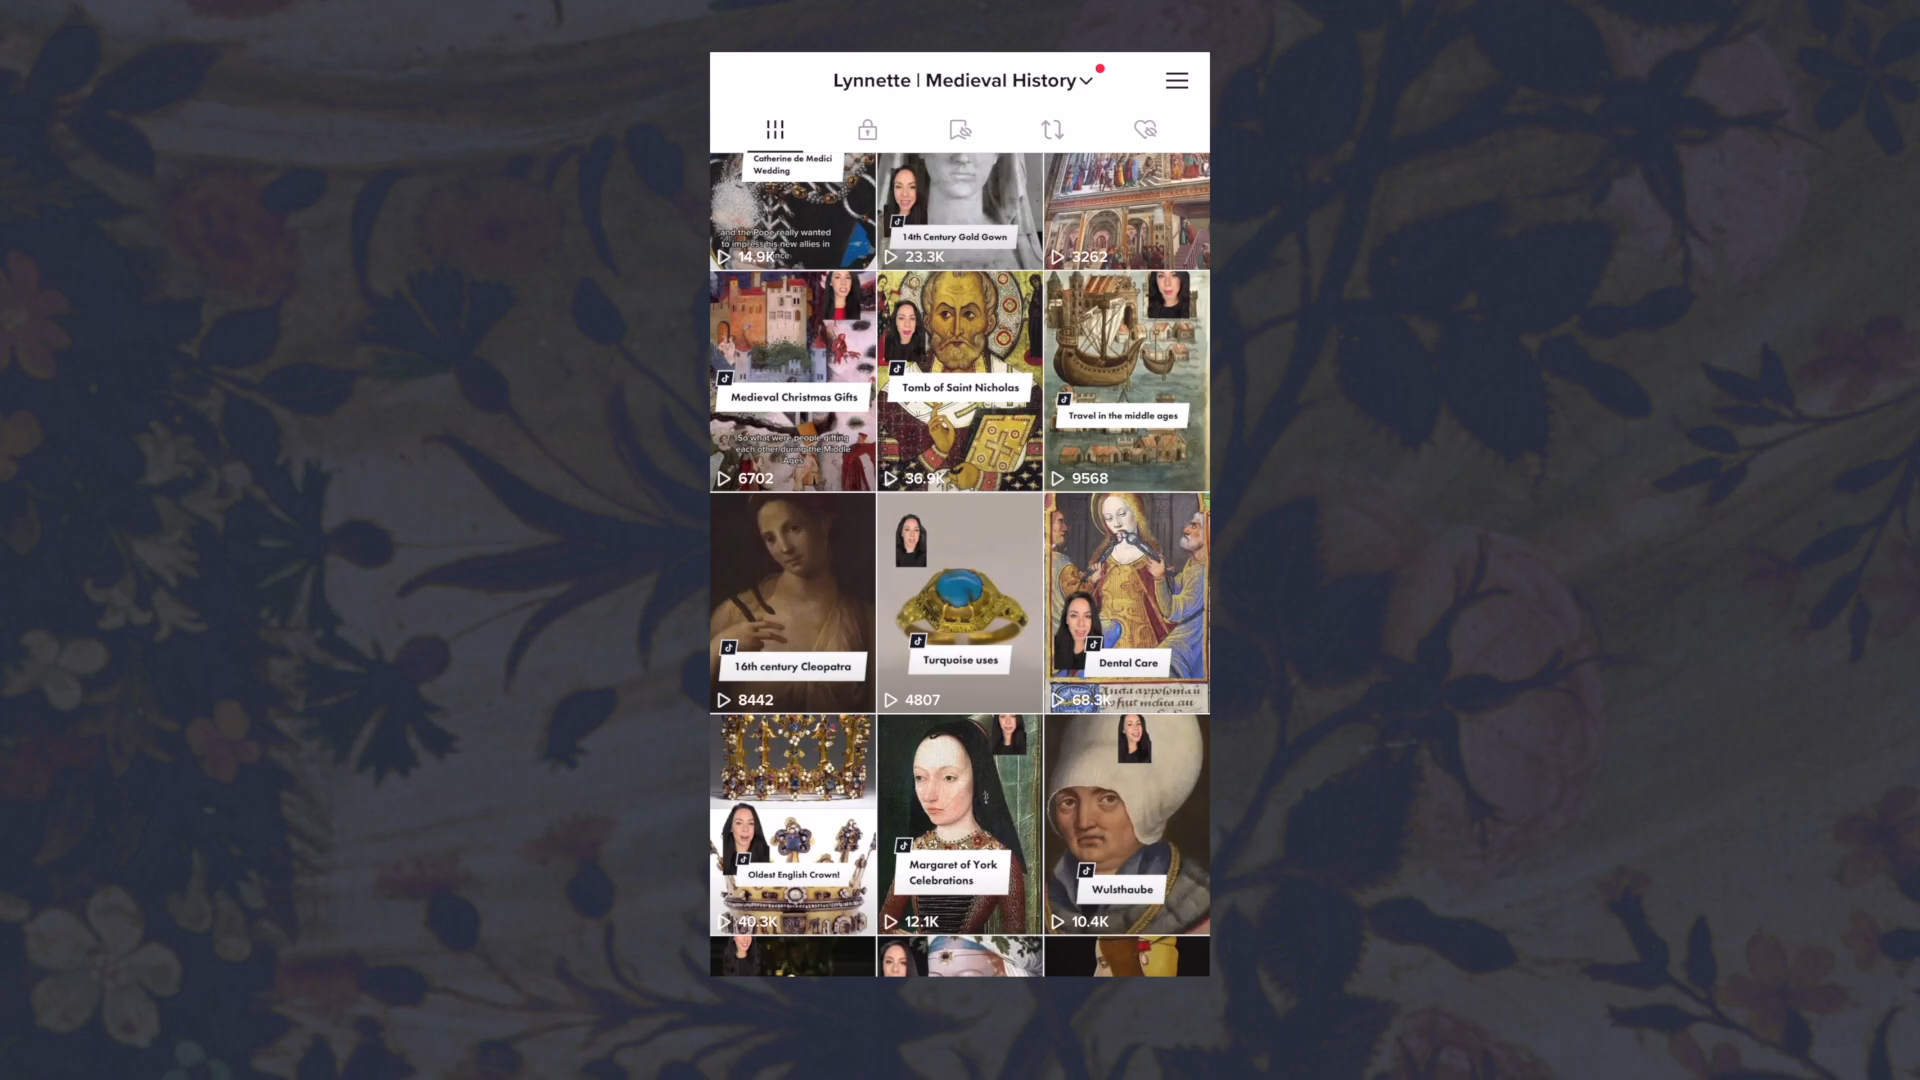 Lynnette | Medieval History
Catherine de Medici
Wedding
and the Pope really wanted
to impress his new allies in
14.9K
14th Century Gold Gown
23.3K
3262
Medieval Christmas Gifts
So what were people gifting
each other during the Middle
Ages
6702
Tomb of Saint Nicholas
36.9K
Travel in the middle ages
9568
16th century Cleopatra
8442
Turquoise uses
4807
Dental Care
68.3K
Oldest English Crown!
40.3K
Margaret of York
Celebrations
12.1K
Wulsthaube
10.4K